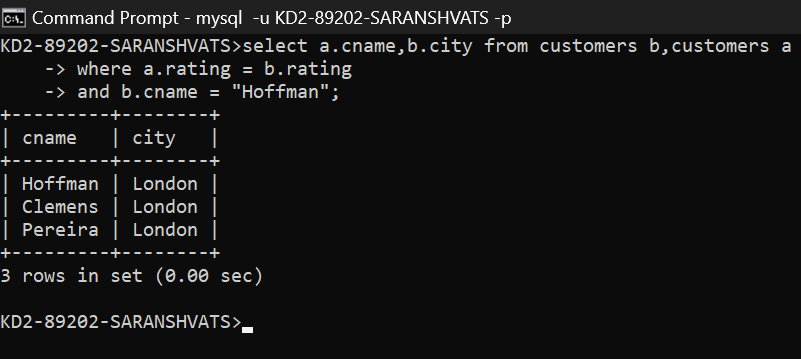 Command Prompt - mysql  -u KD2-89202-SARANSHVATS -p
KD2-89202-SARANSHVATS>select a.cname,b.city from customers b,customers a
    -> where a.rating = b.rating
    -> and b.cname = "Hoffman";
+---------+--------+
| cname   | city   |
+---------+--------+
| Hoffman | London |
| Clemens | London |
| Pereira | London |
+---------+--------+
3 rows in set (0.00 sec)
KD2-89202-SARANSHVATS>